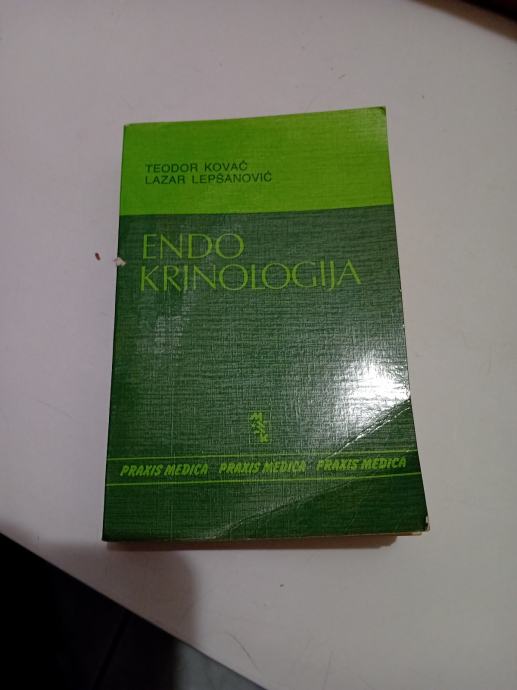 TEODOR KOVAČ
LAZAR LEPŠANOVIĆ
ENDO
KRINOLOGIJA
PRAXIS MEDICA PRAXIS MEDICA PRAXIS MEDICA